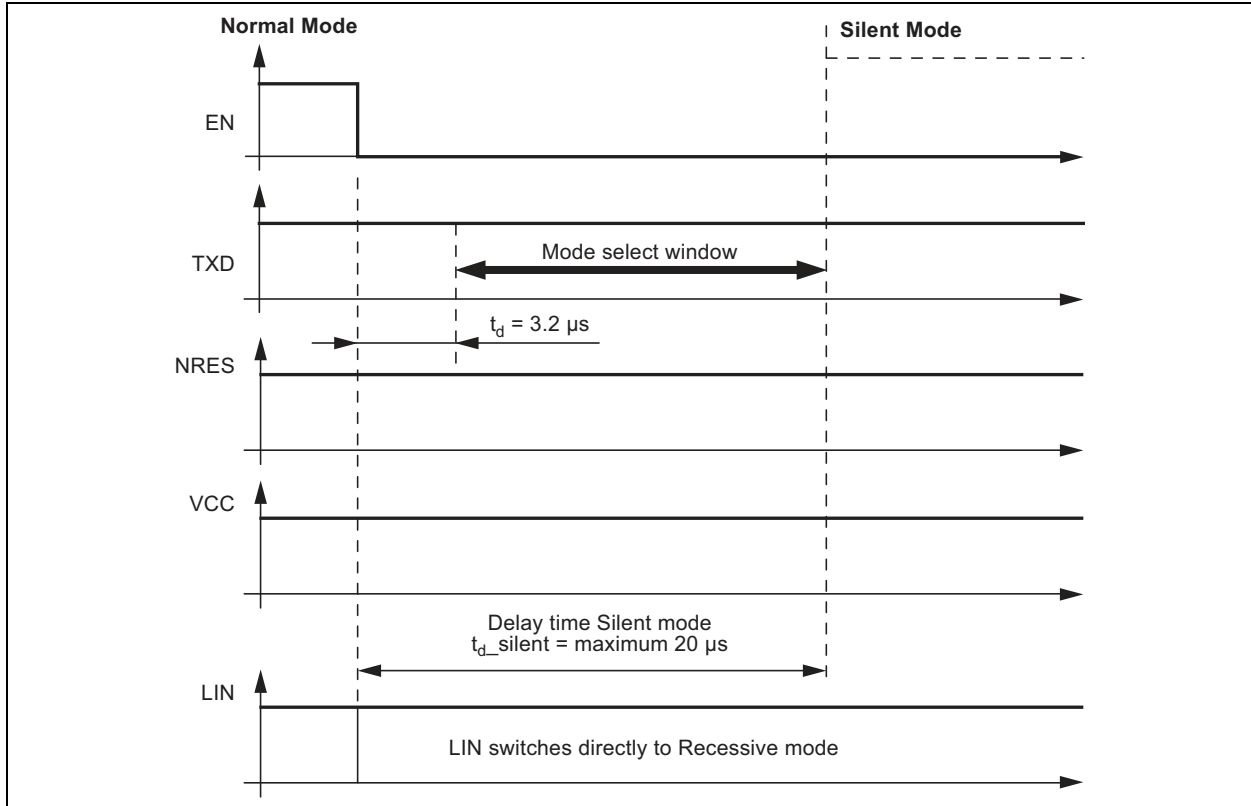 Normal Mode
Silent Mode
EN
TXD
Mode select window
t_d = 3.2 µs
NRES
VCC
Delay time Silent mode
t_d_silent = maximum 20 µs
LIN
LIN switches directly to Recessive mode